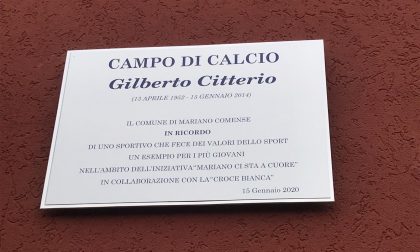 CAMPO DI CALCIO
Gilberto Citterio
(13 APRILE 1952 - 15 GENNAIO 2014)
IL COMUNE DI MARIANO COMENSE
IN RICORDO
DI UNO SPORTIVO CHE FECE DEI VALORI DELLO SPORT
UN ESEMPIO PER I PIÙ GIOVANI
NELL'AMBITO DELL'INIZIATIVA "MARIANO CI STA A CUORE"
IN COLLABORAZIONE CON LA "CROCE BIANCA"
15 Gennaio 2020